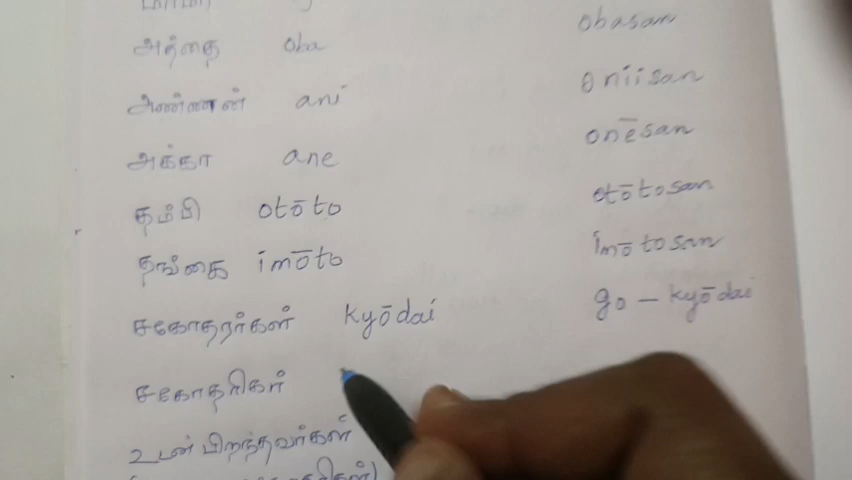 அத்தை oba obasan
அண்ணன் ani oniisan
அக்கா ane onēsan
தம்பி otōto otōtosan
தங்கை imōto imōtosan
சகோதரர்கள் kyōdai go - kyōdai
சகோதரிகள்
உடன் பிறந்தவர்கள்